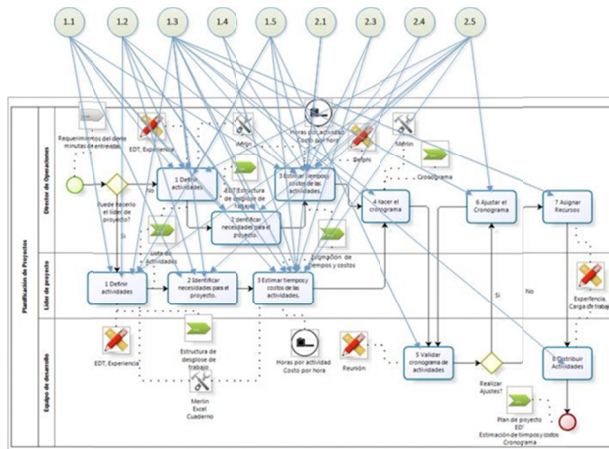 1.1
1.2
1.3
1.4
1.5
2.1
2.3
2.4
2.5
Planificación de Proyectos
Director de Operaciones
Líder de proyecto
Equipo de desarrollo
Requerimientos del cliente
minutas de entrevistas
EDT, Experiencia
Merlin
Horas por actividad
Costo por hora
Delphi
Merlin
Cronograma
No
Puede hacerlo
el líder de
proyecto?
Si
1 Definir
actividades.
EDT Estructura
de desglose de
trabajo
2 Identificar
necesidades para el
proyecto.
3 Estimar tiempos y
costos de las
actividades.
4 Hacer el
cronograma
6 Ajustar el
Cronograma
7 Asignar
Recursos
Lista de
Actividades
Estimación de
tiempos y costos
1 Definir
actividades.
2 Identificar
necesidades para el
proyecto.
3 Estimar tiempos y
costos de las
actividades.
Si
No
Experiencia,
Carga de trabajo
EDT, Experiencia
Estructura de
desglose de
trabajo
Horas por actividad
Costo por hora
Reunión
5 Validar
cronograma de
actividades
Realizar
Ajustes?
8 Distribuir
Actividades
Merlin
Excel
Cuaderno
Plan de poyecto
Estimación de tiempos y costos
Cronograma